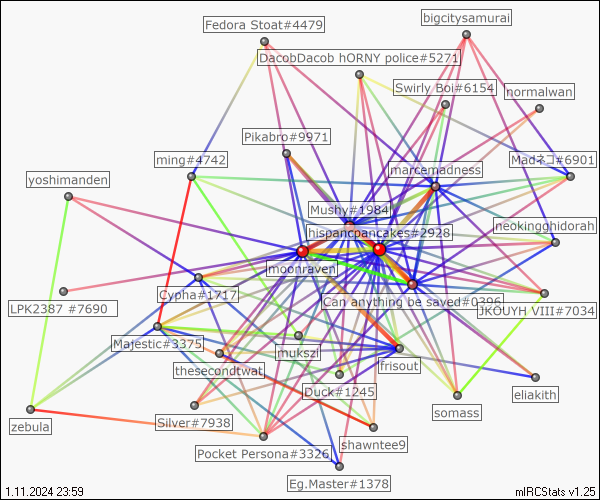 Fedora Stoat#4479
bigcitysamurai
DacobDacob hORNY police#5271
Swirly Boi#6154
normalwan
Pikabro#9971
ming#4742
Madネコ#6901
marcemadness
yoshimanden
Mushy#1984
neokingghidorah
hispanicpancakes#2928
moonraven
Cypha#1717
Can anything be saved#0396
LPK2387 #7690
JKOUYH VIII#7034
Majestic#3375
mukszi
thesecondtwat
frisout
Duck#1245
eliakith
somass
Silver#7938
zebula
shawntee9
Pocket Persona#3326
Eg.Master#1378
1.11.2024 23:59
mIRCStats v1.25